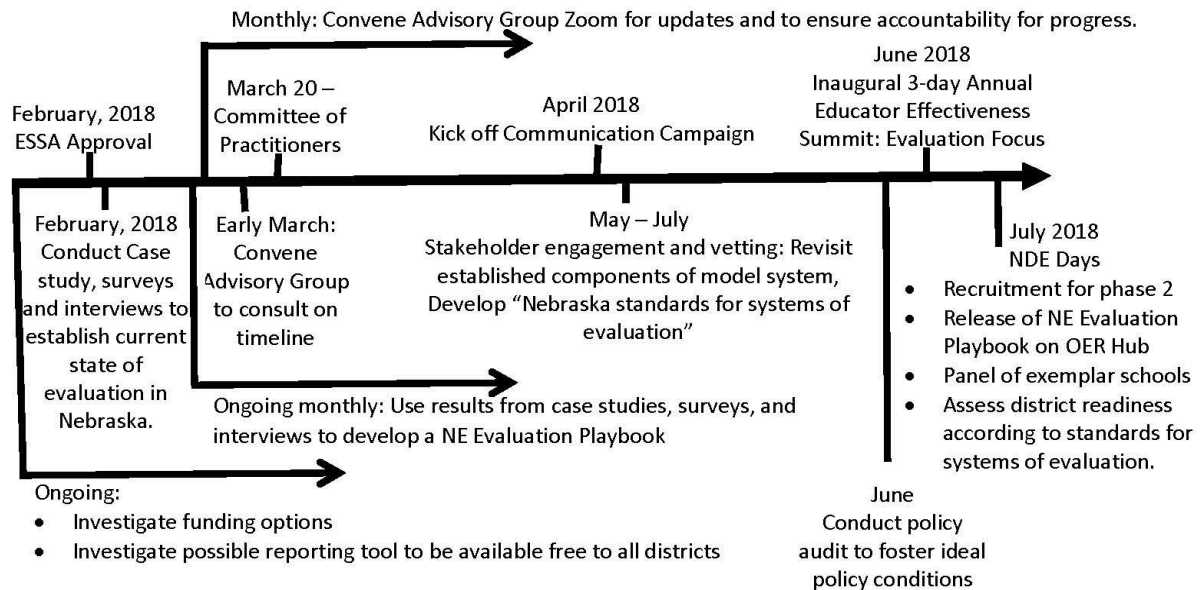 Monthly: Convene Advisory Group Zoom for updates and to ensure accountability for progress.
February, 2018
ESSA Approval
March 20 –
Committee of
Practitioners
April 2018
Kick off Communication Campaign
June 2018
Inaugural 3-day Annual
Educator Effectiveness
Summit: Evaluation Focus
February, 2018
Conduct Case
study, surveys
and interviews to
establish current
state of
evaluation in
Nebraska.
Early March:
Convene
Advisory Group
to consult on
timeline
May – July
Stakeholder engagement and vetting: Revisit
established components of model system,
Develop “Nebraska standards for systems of
evaluation”
July 2018
NDE Days
• Recruitment for phase 2
• Release of NE Evaluation
Playbook on OER Hub
• Panel of exemplar schools
• Assess district readiness
according to standards for
systems of evaluation.
Ongoing monthly: Use results from case studies, surveys, and
interviews to develop a NE Evaluation Playbook
Ongoing:
• Investigate funding options
• Investigate possible reporting tool to be available free to all districts
June
Conduct policy
audit to foster ideal
policy conditions